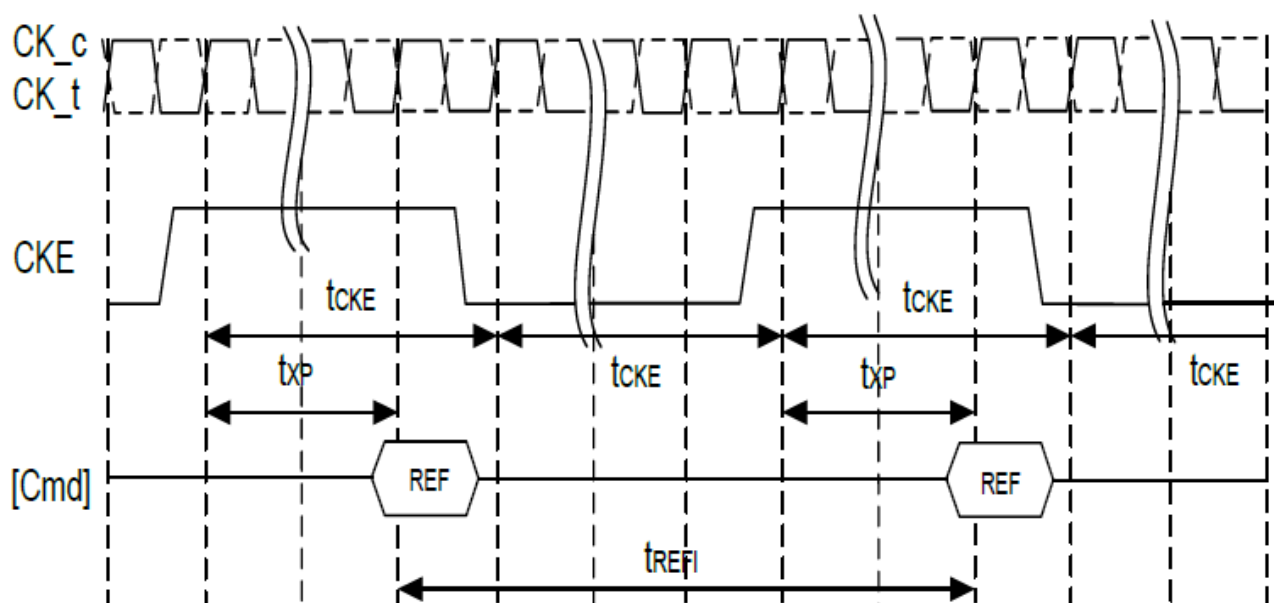 CK_c
CK_t
CKE
tCKE
tCKE
tXP
tCKE
tXP
tCKE
[Cmd]
REF
REF
tREFI